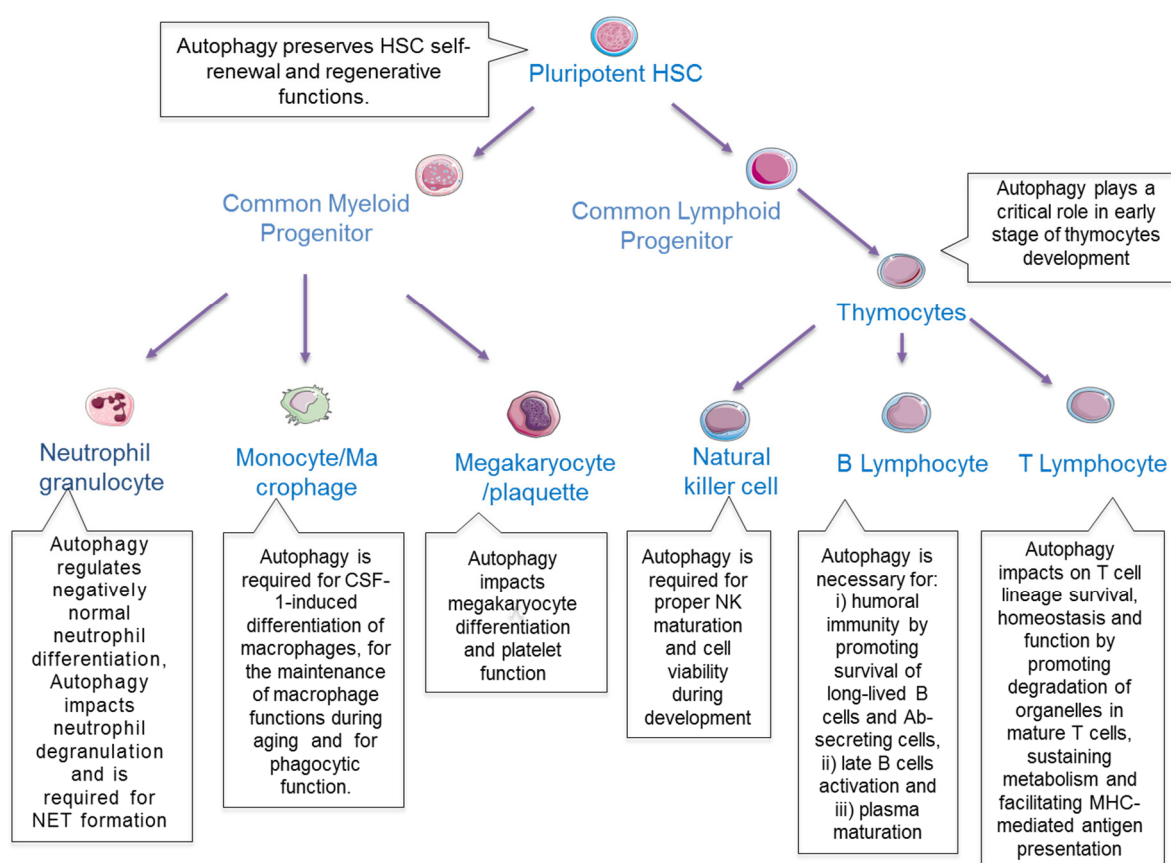 Autophagy preserves HSC self-
renewal and regenerative
functions.
Pluripotent HSC
Common Myeloid
Progenitor
Common Lymphoid
Progenitor
Autophagy plays a
critical role in early
stage of thymocytes
development
Thymocytes
Neutrophil
granulocyte
Monocyte/Ma
crophage
Megakaryocyte
/plaquette
Natural
killer cell
B Lymphocyte
T Lymphocyte
Autophagy
regulates
negatively
normal
neutrophil
differentiation,
Autophagy
impacts
neutrophil
degranulation
and is
required for
NET formation
Autophagy is
required for CSF-
1-induced
differentiation of
macrophages, for
the maintenance
of macrophage
functions during
aging and for
phagocytic
function.
Autophagy
impacts
megakaryocyte
differentiation
and platelet
function
Autophagy is
required for
proper NK
maturation
and cell
viability
during
development
Autophagy is
necessary for:
i) humoral
immunity by
promoting
survival of
long-lived B
cells and Ab-
secreting cells,
ii) late B cells
activation and
iii) plasma
maturation
Autophagy
impacts on T cell
lineage survival,
homeostasis and
function by
promoting
degradation of
organelles in
mature T cells,
sustaining
metabolism and
facilitating MHC-
mediated antigen
presentation